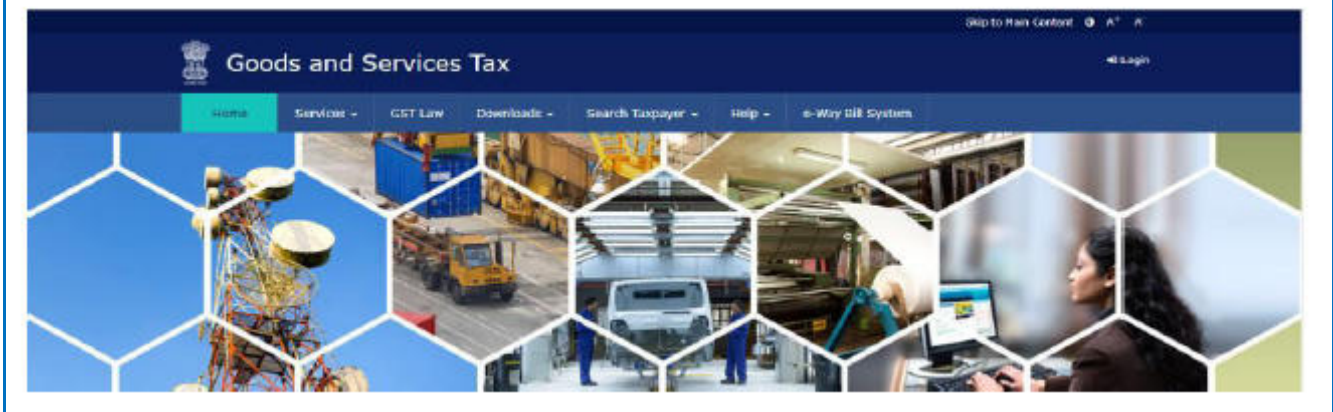 Skip to Main Content A+ A-
Goods and Services Tax
Login
Home Services GST Law Downloads Search Taxpayer Help e-Way Bill System